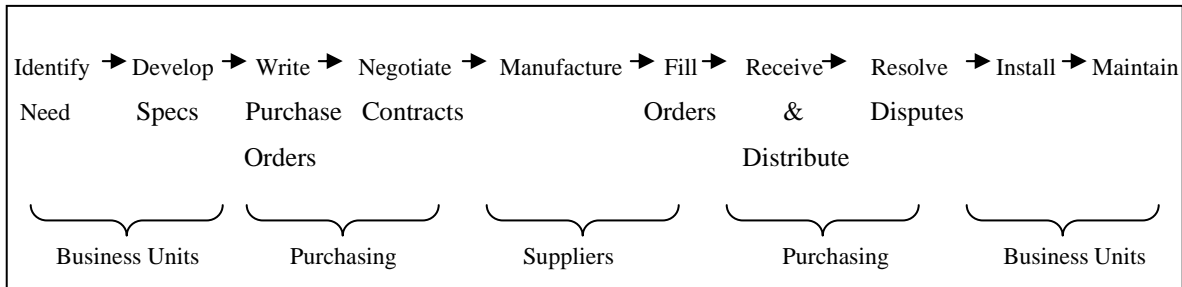 Identify Develop Write Negotiate Manufacture Fill Receive Resolve Install Maintain
Need Specs Purchase Contracts Orders & Disputes
Orders Distribute
Business Units Purchasing Suppliers Purchasing Business Units